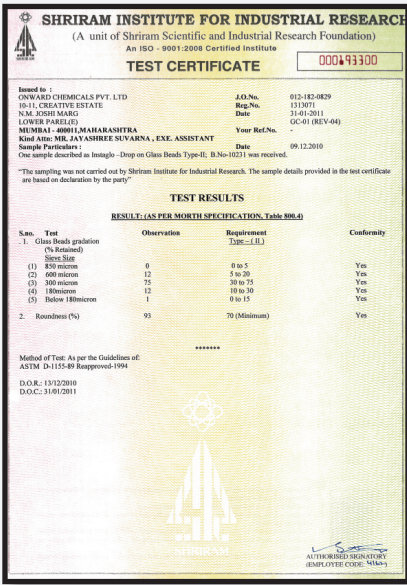 SHRIRAM INSTITUTE FOR INDUSTRIAL RESEARCH
(A unit of Shriram Scientific and Industrial Research Foundation)
An ISO - 9001:2008 Certified Institute
TEST CERTIFICATE
000193300
SHRIRAM
Issued to :
ONWARD CHEMICALS PVT. LTD J.O.No. 012-182-0829
10-11, CREATIVE ESTATE Reg.No. 1313071
N.M. JOSHI MARG Date 31-01-2011
LOWER PAREL(E) GC-01 (REV-04)
MUMBAI - 400011,MAHARASHTRA Your Ref.No. -
Kind Attn: MR. JAYASHREE SUVARNA , EXE. ASSISTANT
Sample Particulars : Date 09.12.2010
One sample described as Instaglo –Drop on Glass Beads Type-II; B.No-10231 was received.
"The sampling was not carried out by Shriram Institute for Industrial Research. The sample details provided in the test certificate
are based on declaration by the party"
TEST RESULTS
RESULT: (AS PER MORTH SPECIFICATION, Table 800.4)
S.no. Test Observation Requirement Conformity
. 1. Glass Beads gradation Type – ( II )
(% Retained)
Sieve Size
(1) 850 micron 0 0 to 5 Yes
(2) 600 micron 12 5 to 20 Yes
(3) 300 micron 75 30 to 75 Yes
(4) 180micron 12 10 to 30 Yes
(5) Below 180micron 1 0 to 15 Yes
2. Roundness (%) 93 70 (Minimum) Yes
*******
Method of Test: As per the Guidelines of:
ASTM D-1155-89 Reapproved-1994
D.O.R.: 13/12/2010
D.O.C.: 31/01/2011
SHRIRAM
AUTHORISED SIGNATORY
(EMPLOYEE CODE: